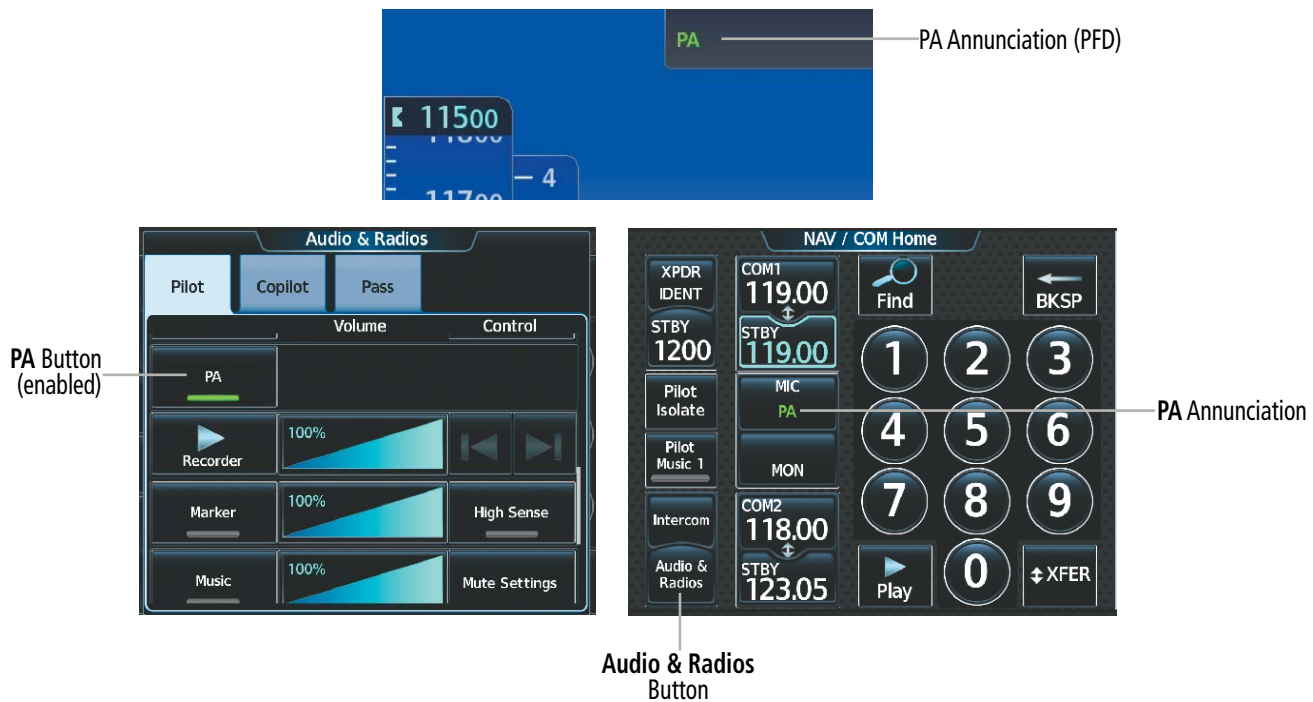 PA
PA Annunciation (PFD)
11500
4
Audio & Radios
Pilot
Copilot
Pass
Volume
Control
PA Button
(enabled)
PA
Recorder
100%
Marker
100%
High Sense
Music
100%
Mute Settings
NAV / COM Home
XPDR
IDENT
STBY
1200
COM1
119.00
STBY
119.00
Find
BKSP
Pilot
Isolate
MIC
PA
PA Annunciation
Pilot
Music 1
MON
Intercom
COM2
118.00
Audio &
Radios
STBY
123.05
1
2
3
4
5
6
7
8
9
Play
0
XFER
Audio & Radios
Button